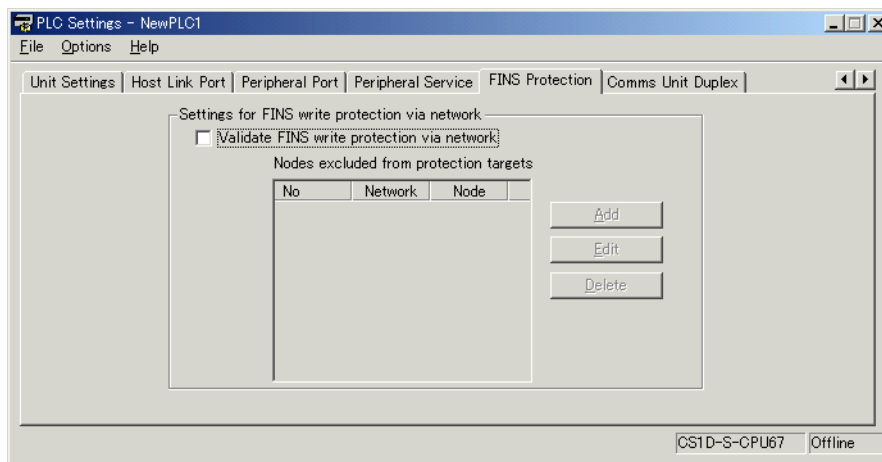 PLC Settings - NewPLC1
File Options Help
Unit Settings Host Link Port Peripheral Port Peripheral Service FINS Protection Comms Unit Duplex
Settings for FINS write protection via network
Validate FINS write protection via network
Nodes excluded from protection targets
No Network Node
Add
Edit
Delete
CS1D-S-CPU67 Offline